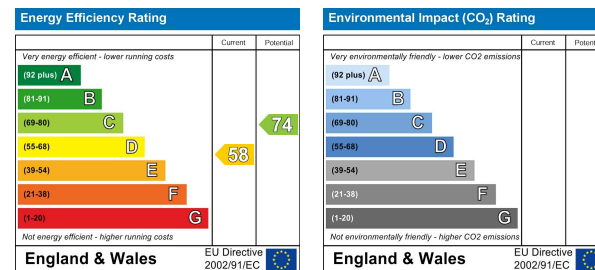 Energy Efficiency Rating
Current Potential
Very energy efficient - lower running costs
(92 plus) A
(81-91) B
(69-80) C
(55-68) D
(39-54) E
(21-38) F
(1-20) G
58
74
Not energy efficient - higher running costs
England & Wales
EU Directive
2002/91/EC
Environmental Impact (CO2) Rating
Current Potent
Very environmentally friendly - lower CO2 emissions
(92 plus) A
(81-91) B
(69-80) C
(55-68) D
(39-54) E
(21-38) F
(1-20) G
Not environmentally friendly - higher CO2 emissions
England & Wales
EU Directive
2002/91/EC